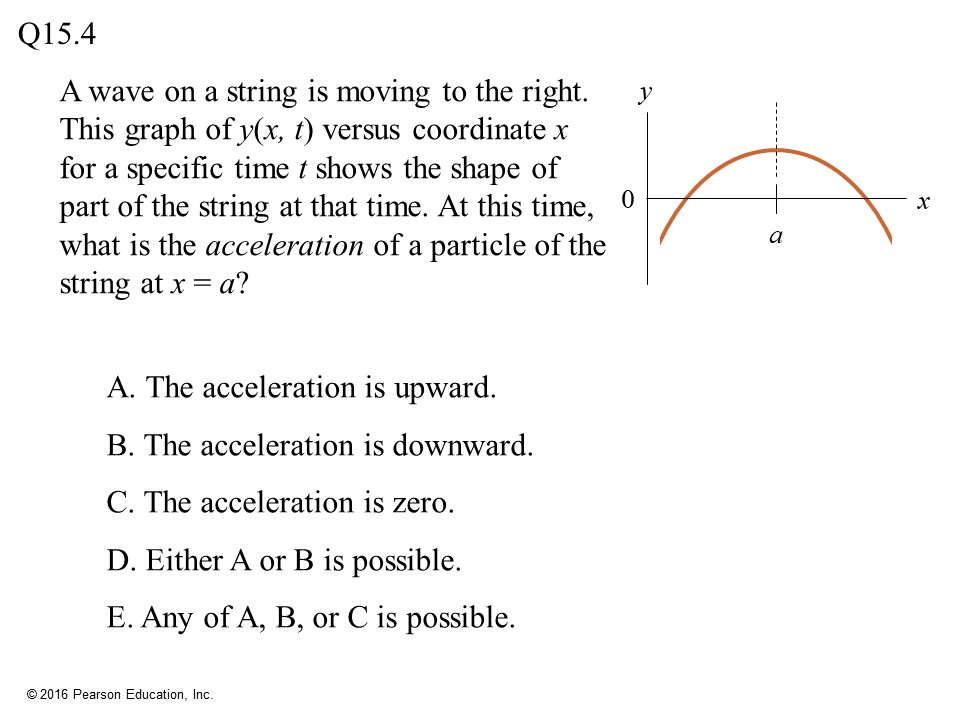 Q15.4
A wave on a string is moving to the right.
This graph of y(x, t) versus coordinate x
for a specific time t shows the shape of
part of the string at that time. At this time,
what is the acceleration of a particle of the
string at x = a?
y
0
x
a
A. The acceleration is upward.
B. The acceleration is downward.
C. The acceleration is zero.
D. Either A or B is possible.
E. Any of A, B, or C is possible.
© 2016 Pearson Education, Inc.